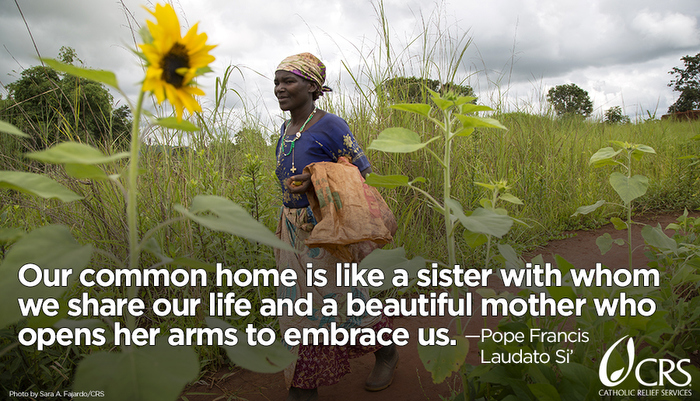 Our common home is like a sister with whom
we share our life and a beautiful mother who
opens her arms to embrace us. —Pope Francis
Laudato Si'
CRS
CATHOLIC RELIEF SERVICES
Photo by Sara A. Fajardo/CRS